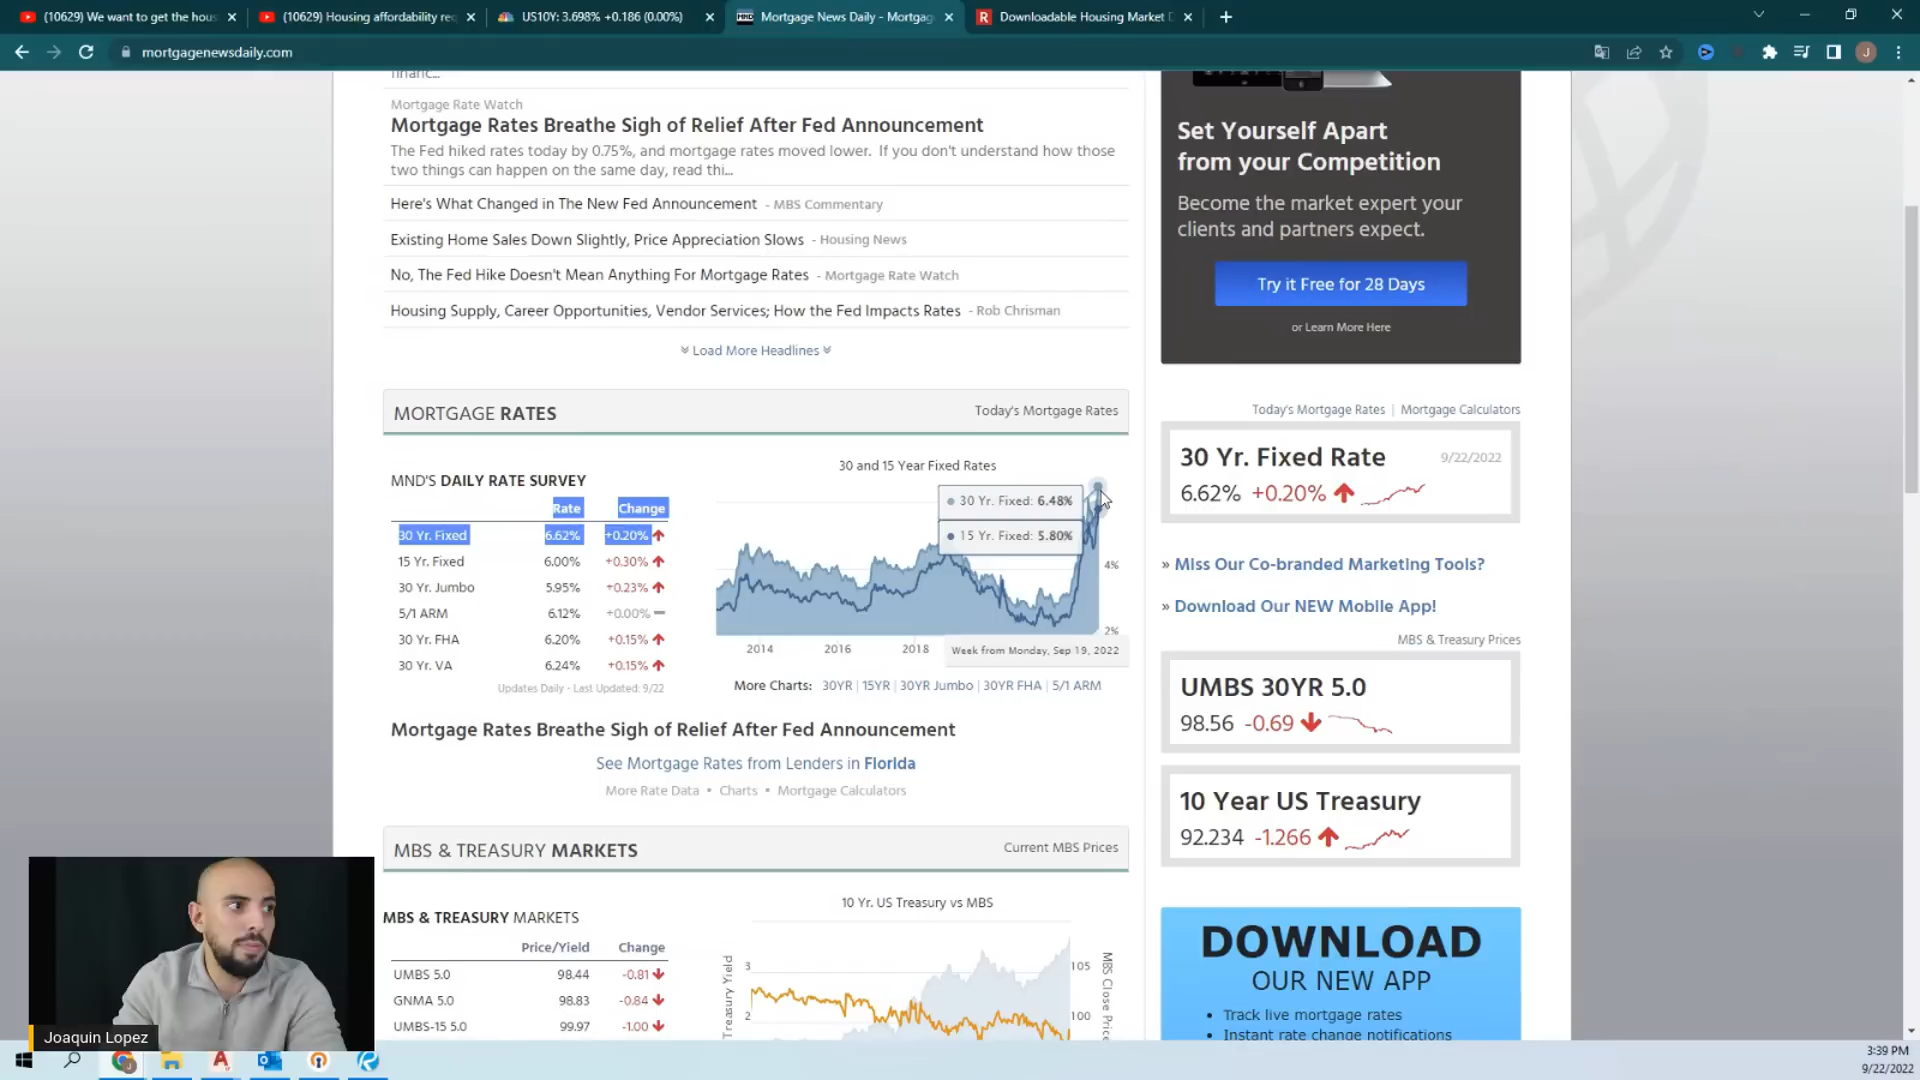 (10629) We want to get the hous
(10629) Housing affordability re
US10Y: 3.698% +0.186 (0.00%)
Mortgage News Daily - Mortgag
Downloadable Housing Market D
mortgagenewsdaily.com
financ...
Mortgage Rate Watch
Mortgage Rates Breathe Sigh of Relief After Fed Announcement
The Fed hiked rates today by 0.75%, and mortgage rates moved lower. If you don't understand how those
two things can happen on the same day, read thi...
Here's What Changed in The New Fed Announcement - MBS Commentary
Existing Home Sales Down Slightly, Price Appreciation Slows - Housing News
No, The Fed Hike Doesn't Mean Anything For Mortgage Rates - Mortgage Rate Watch
Housing Supply, Career Opportunities, Vendor Services; How the Fed Impacts Rates - Rob Chrisman
Load More Headlines
MORTGAGE RATES
Today's Mortgage Rates
MND'S DAILY RATE SURVEY
Rate Change
30 Yr. Fixed 6.62% +0.20%
15 Yr. Fixed 6.00% +0.30%
30 Yr. Jumbo 5.95% +0.23%
5/1 ARM 6.12% +0.00%
30 Yr. FHA 6.20% +0.15%
30 Yr. VA 6.24% +0.15%
Updates Daily - Last Updated: 9/22
30 and 15 Year Fixed Rates
30 Yr. Fixed: 6.48%
15 Yr. Fixed: 5.80%
4%
2%
2014 2016 2018
Week from Monday, Sep 19, 2022
More Charts: 30YR | 15YR | 30YR Jumbo | 30YR FHA | 5/1 ARM
Mortgage Rates Breathe Sigh of Relief After Fed Announcement
See Mortgage Rates from Lenders in Florida
More Rate Data • Charts • Mortgage Calculators
MBS & TREASURY MARKETS
Current MBS Prices
MBS & TREASURY MARKETS
Price/Yield Change
UMBS 5.0 98.44 -0.81
GNMA 5.0 98.83 -0.84
UMBS-15 5.0 99.97 -1.00
10 Yr. US Treasury vs MBS
Treasury Yield
3
2
105
100
MBS Close Price
Set Yourself Apart
from your Competition
Become the market expert your
clients and partners expect.
Try it Free for 28 Days
or Learn More Here
Today's Mortgage Rates | Mortgage Calculators
30 Yr. Fixed Rate 9/22/2022
6.62% +0.20%
» Miss Our Co-branded Marketing Tools?
» Download Our NEW Mobile App!
MBS & Treasury Prices
UMBS 30YR 5.0
98.56 -0.69
10 Year US Treasury
92.234 -1.266
DOWNLOAD
OUR NEW APP
• Track live mortgage rates
• Instant rate change notifications
Joaquin Lopez
3:39 PM
9/22/2022